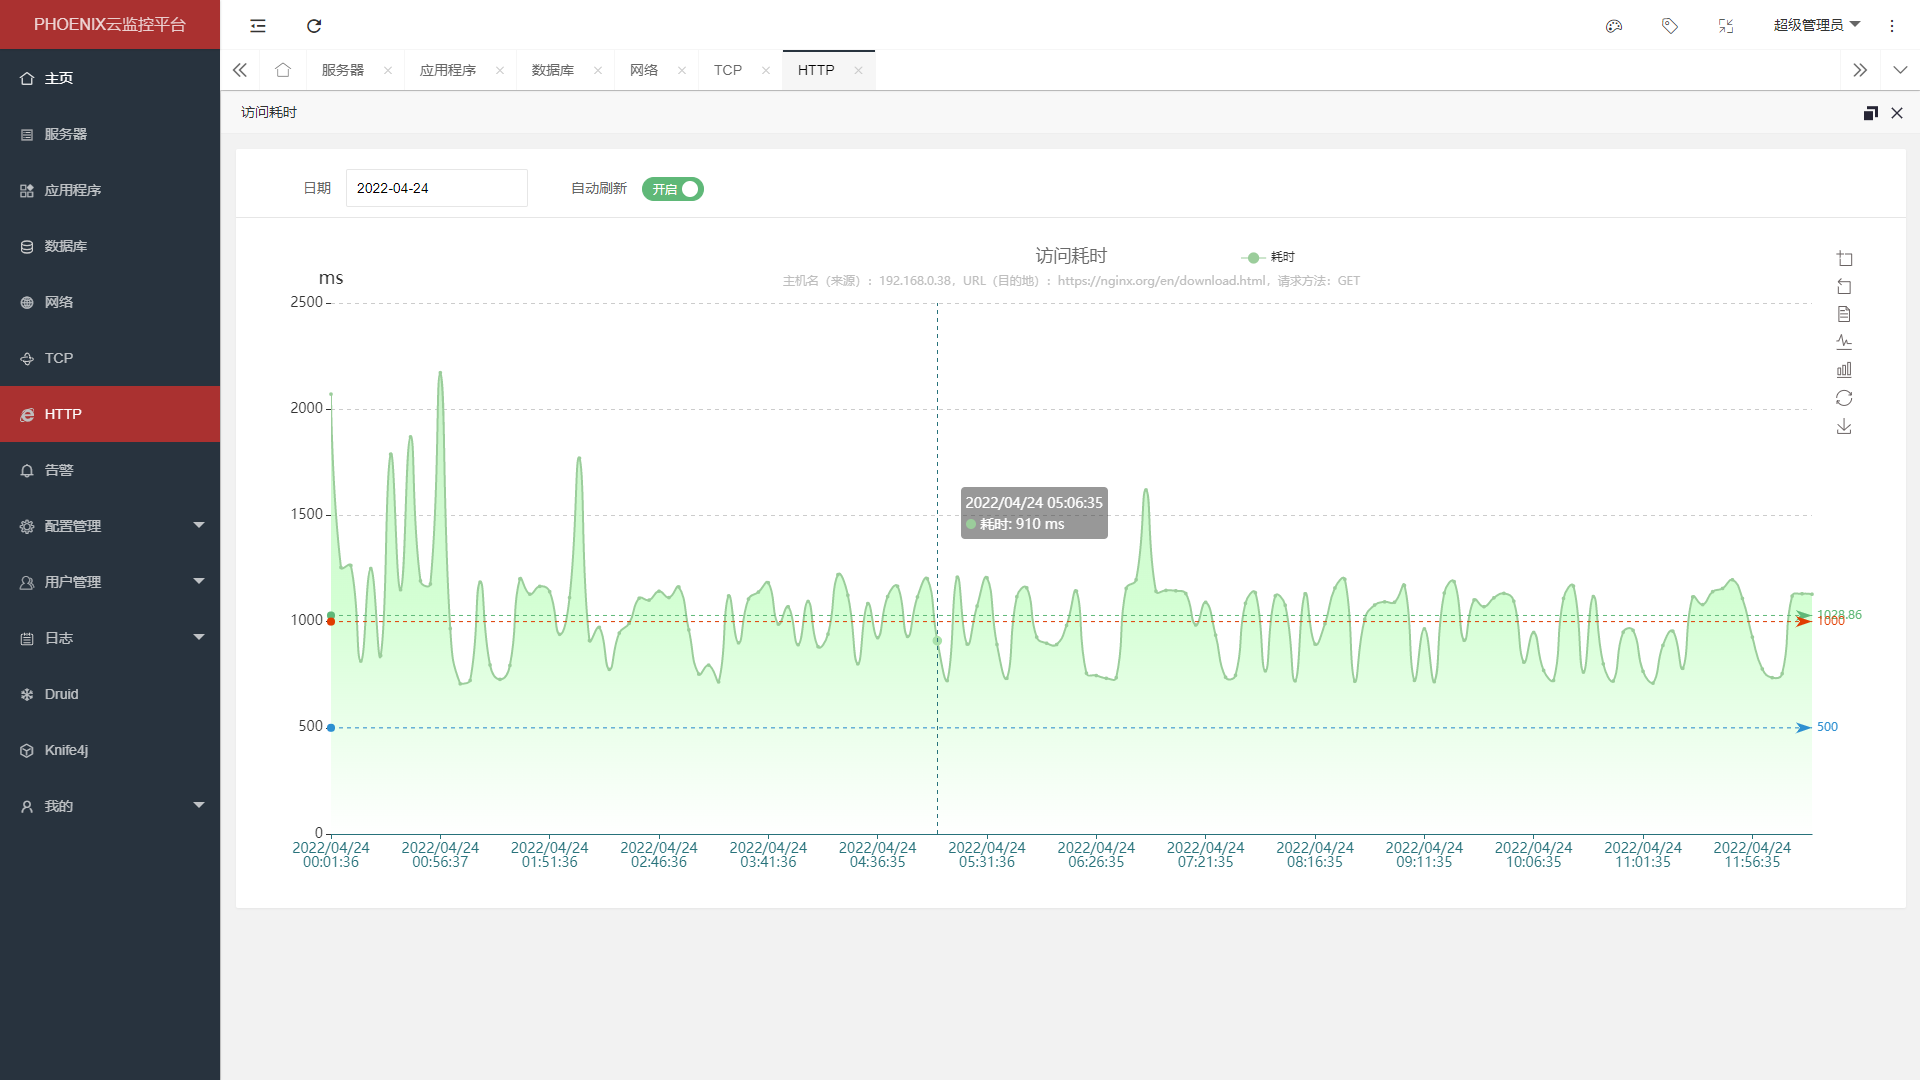 PHOENIX云监控平台
超级管理员
主页
服务器
应用程序
数据库
网络
TCP
HTTP
告警
配置管理
用户管理
日志
Druid
Knife4j
我的
服务器
应用程序
数据库
网络
TCP
HTTP
访问耗时
日期
2022-04-24
自动刷新
开启
访问耗时
耗时
主机名（来源）：192.168.0.38，URL（目的地）：https://nginx.org/en/download.html，请求方法：GET
ms
2500
2000
1500
1000
500
0
2022/04/24 05:06:35
耗时: 910 ms
1028.86
1000
500
2022/04/24
00:01:36
2022/04/24
00:56:37
2022/04/24
01:51:36
2022/04/24
02:46:36
2022/04/24
03:41:36
2022/04/24
04:36:35
2022/04/24
05:31:36
2022/04/24
06:26:35
2022/04/24
07:21:35
2022/04/24
08:16:35
2022/04/24
09:11:35
2022/04/24
10:06:35
2022/04/24
11:01:35
2022/04/24
11:56:35